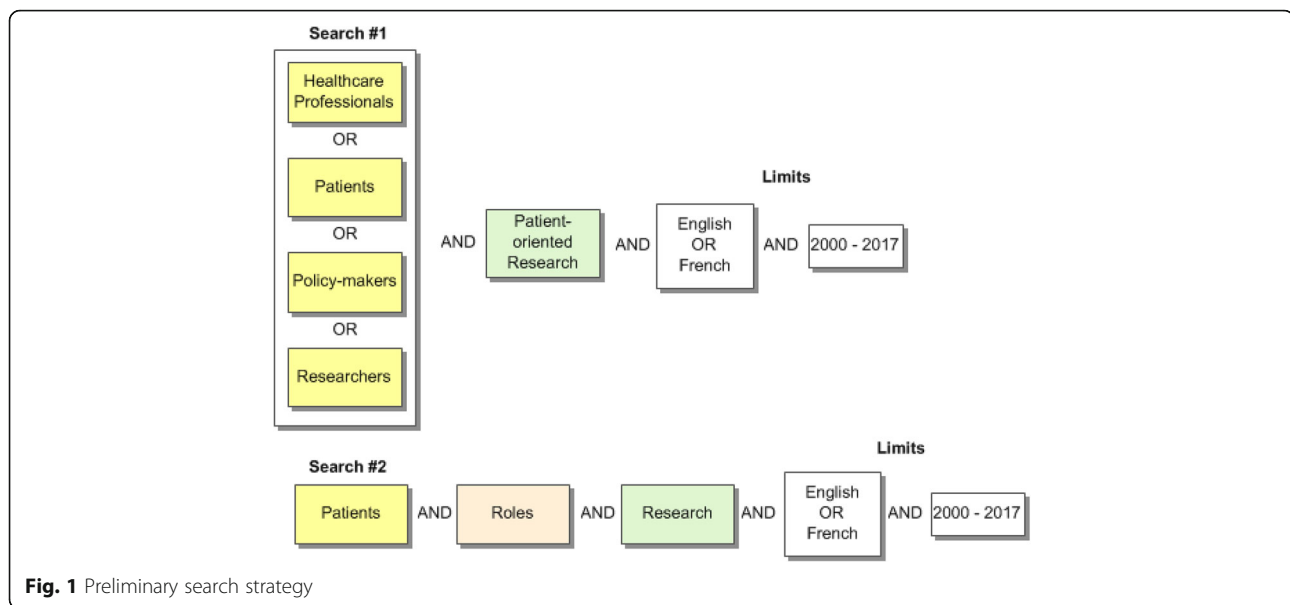 Search #1
Healthcare
Professionals
OR
Patients
OR
Policy-makers
OR
Researchers
AND
Patient-
oriented
Research
AND
Limits
English
OR
French
AND
2000 - 2017
Search #2
Patients
AND
Roles
AND
Research
AND
Limits
English
OR
French
AND
2000 - 2017
Fig. 1 Preliminary search strategy